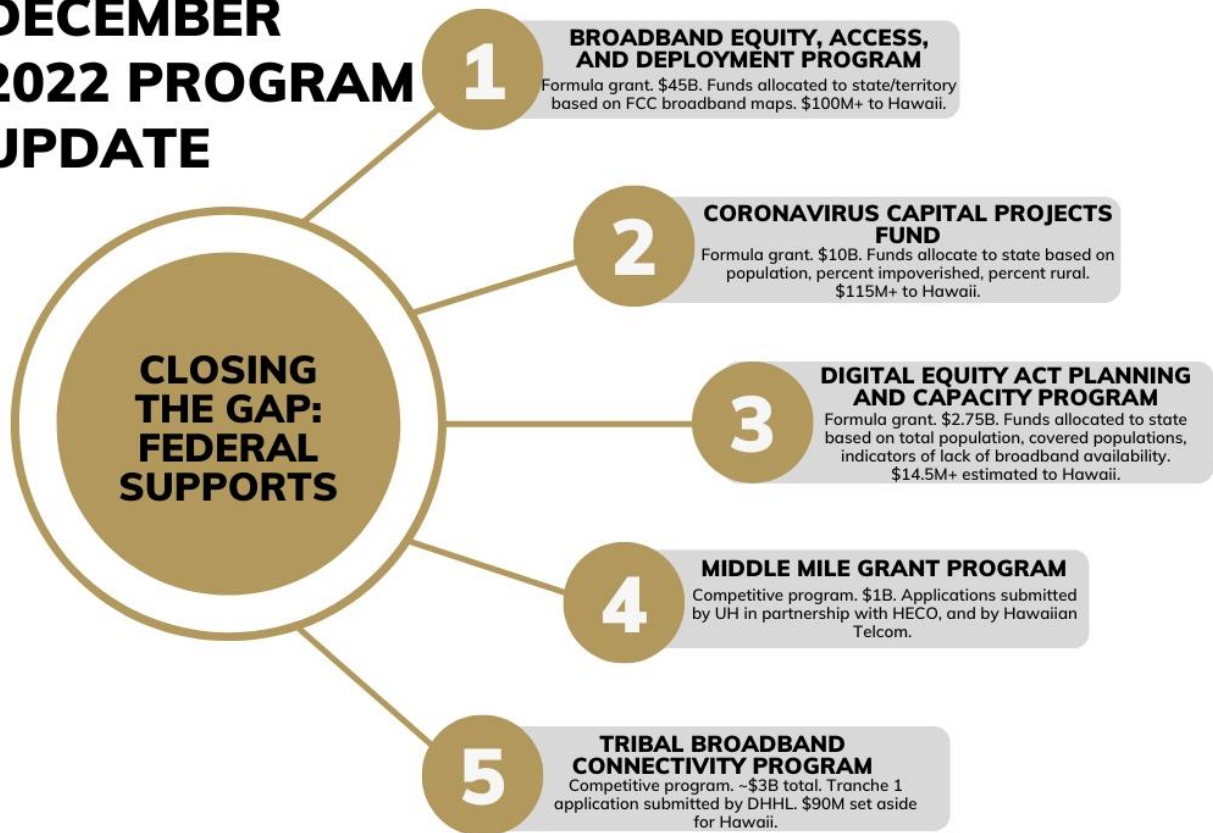 DECEMBER
2022 PROGRAM
UPDATE
1
BROADBAND EQUITY, ACCESS,
AND DEPLOYMENT PROGRAM
Formula grant. $45B. Funds allocated to state/territory
based on FCC broadband maps. $100M+ to Hawaii.
2
CORONAVIRUS CAPITAL PROJECTS
FUND
Formula grant. $10B. Funds allocate to state based on
population, percent impoverished, percent rural.
$115M+ to Hawaii.
CLOSING
THE GAP:
FEDERAL
SUPPORTS
3
DIGITAL EQUITY ACT PLANNING
AND CAPACITY PROGRAM
Formula grant. $2.75B. Funds allocated to state
based on total population, covered populations,
indicators of lack of broadband availability.
$14.5M+ estimated to Hawaii.
4
MIDDLE MILE GRANT PROGRAM
Competitive program. $1B. Applications submitted
by UH in partnership with HECO, and by Hawaiian
Telcom.
5
TRIBAL BROADBAND
CONNECTIVITY PROGRAM
Competitive program. ~$3B total. Tranche 1
application submitted by DHHL. $90M set aside
for Hawaii.